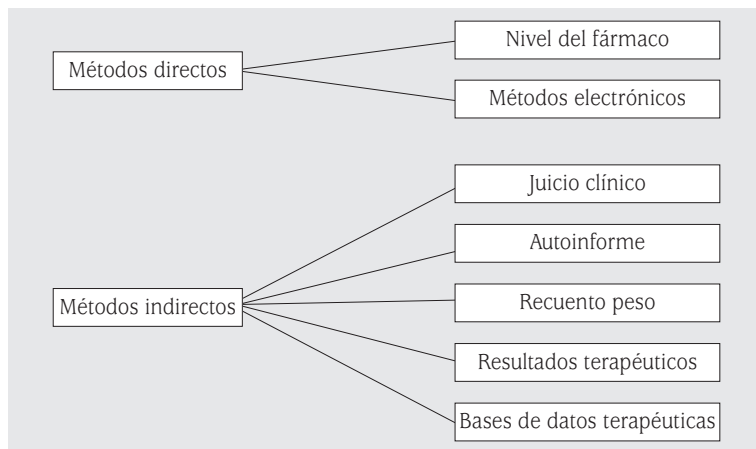 Métodos directos
Nivel del fármaco
Métodos electrónicos
Métodos indirectos
Juicio clínico
Autoinforme
Recuento peso
Resultados terapéuticos
Bases de datos terapéuticas